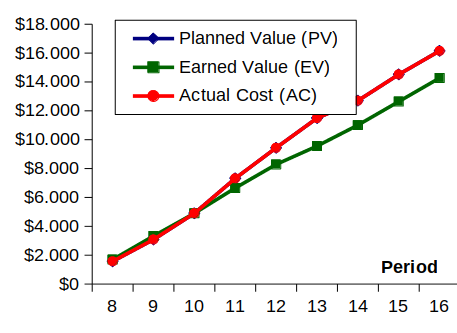 $18.000
$16.000
$14.000
$12.000
$10.000
$8.000
$6.000
$4.000
$2.000
$0
Planned Value (PV)
Earned Value (EV)
Actual Cost (AC)
Period
8 9 10 11 12 13 14 15 16